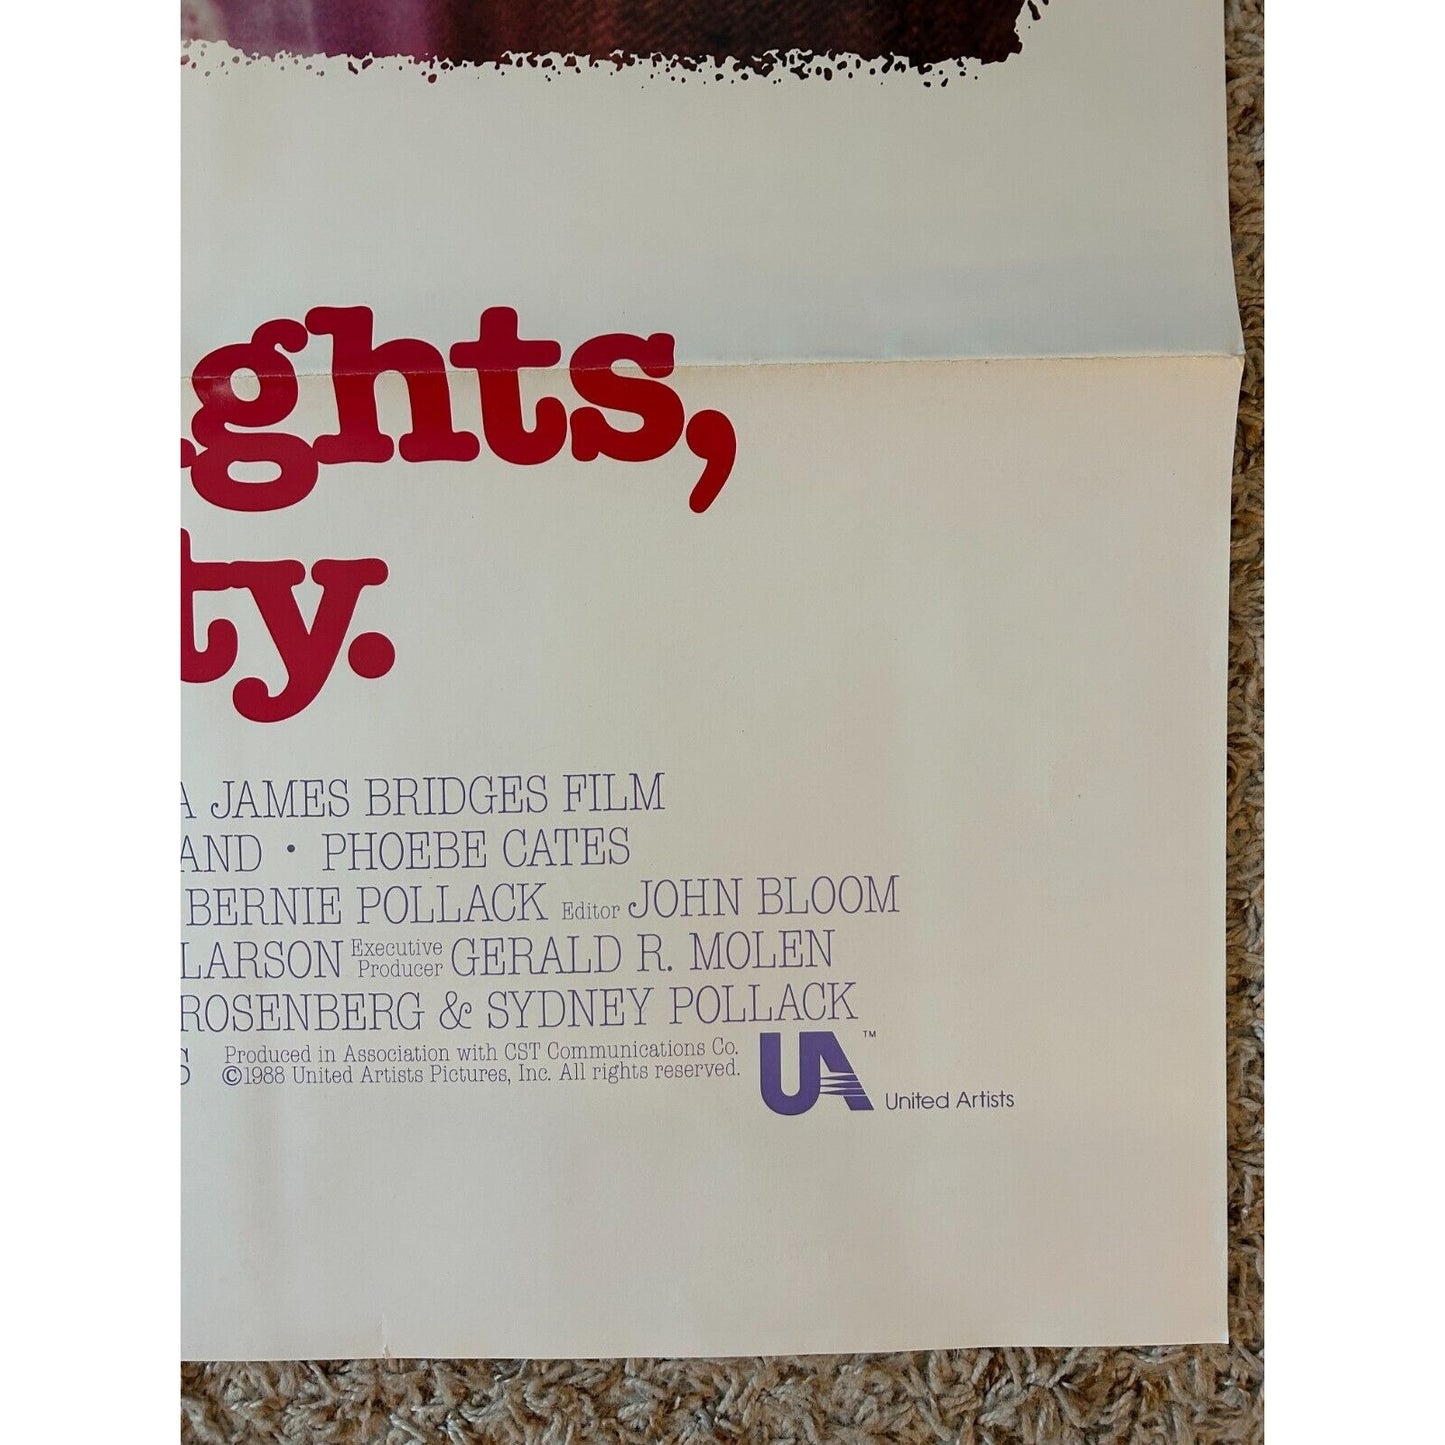 ghts,
ty.
A JAMES BRIDGES FILM
AND • PHOEBE CATES
BERNIE POLLACK Editor JOHN BLOOM
LARSON Executive Producer GERALD R. MOLEN
ROSENBERG & SYDNEY POLLACK
S Produced in Association with CST Communications Co.
©1988 United Artists Pictures, Inc. All rights reserved.
UA™ United Artists